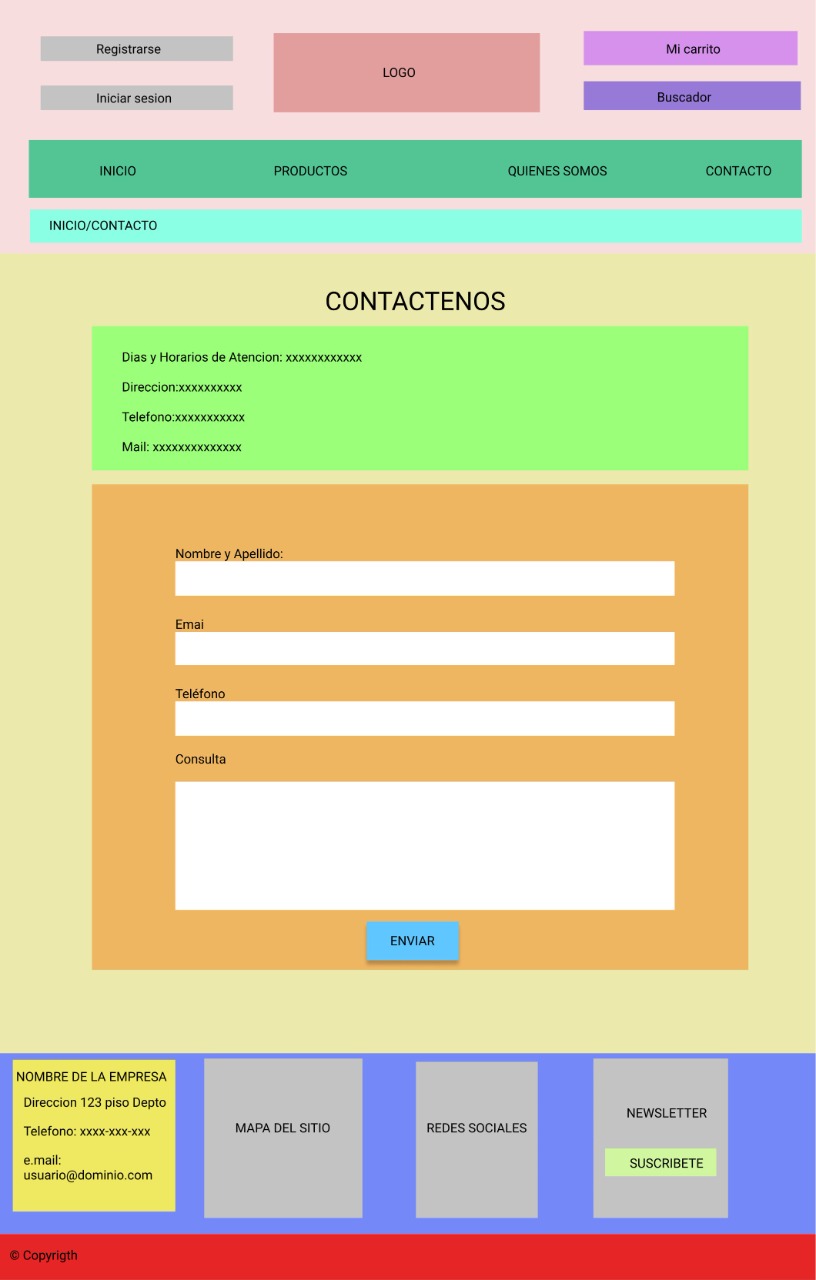 Registrarse
LOGO
Mi carrito
Iniciar sesion
Buscador
INICIO
PRODUCTOS
QUIENES SOMOS
CONTACTO
INICIO/CONTACTO
CONTACTENOS
Dias y Horarios de Atencion: xxxxxxxxxxxx
Direccion:xxxxxxxxxx
Telefono:xxxxxxxxxxx
Mail: xxxxxxxxxxxxxx
Nombre y Apellido:
Emai
Teléfono
Consulta
ENVIAR
NOMBRE DE LA EMPRESA
Direccion 123 piso Depto
Telefono: xxxx-xxx-xxx
e.mail:
usuario@dominio.com
MAPA DEL SITIO
REDES SOCIALES
NEWSLETTER
SUSCRIBETE
© Copyrigth